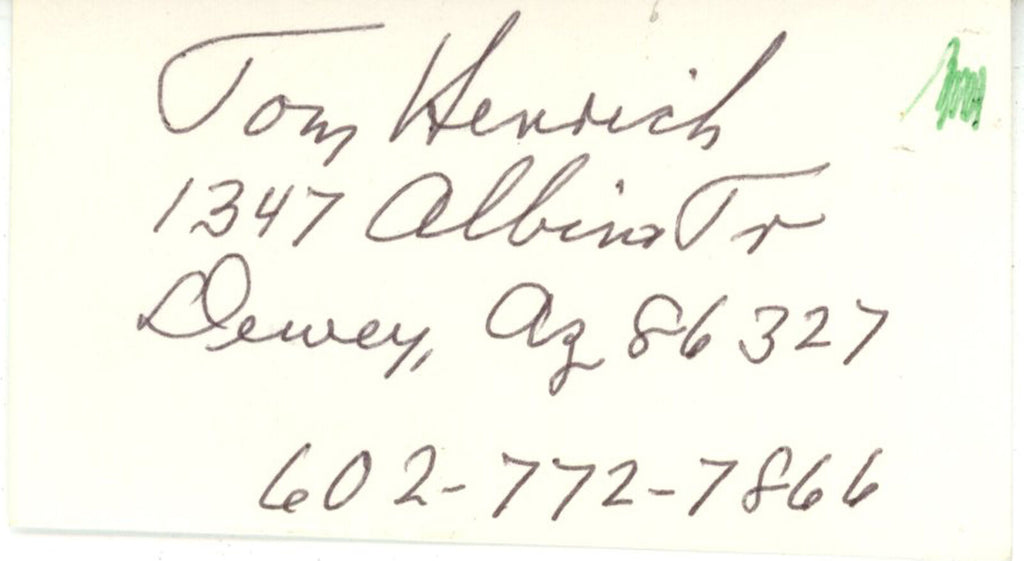 Tom Henrich
1347 Albina Tr
Dewey, Az 86327
602-772-7866